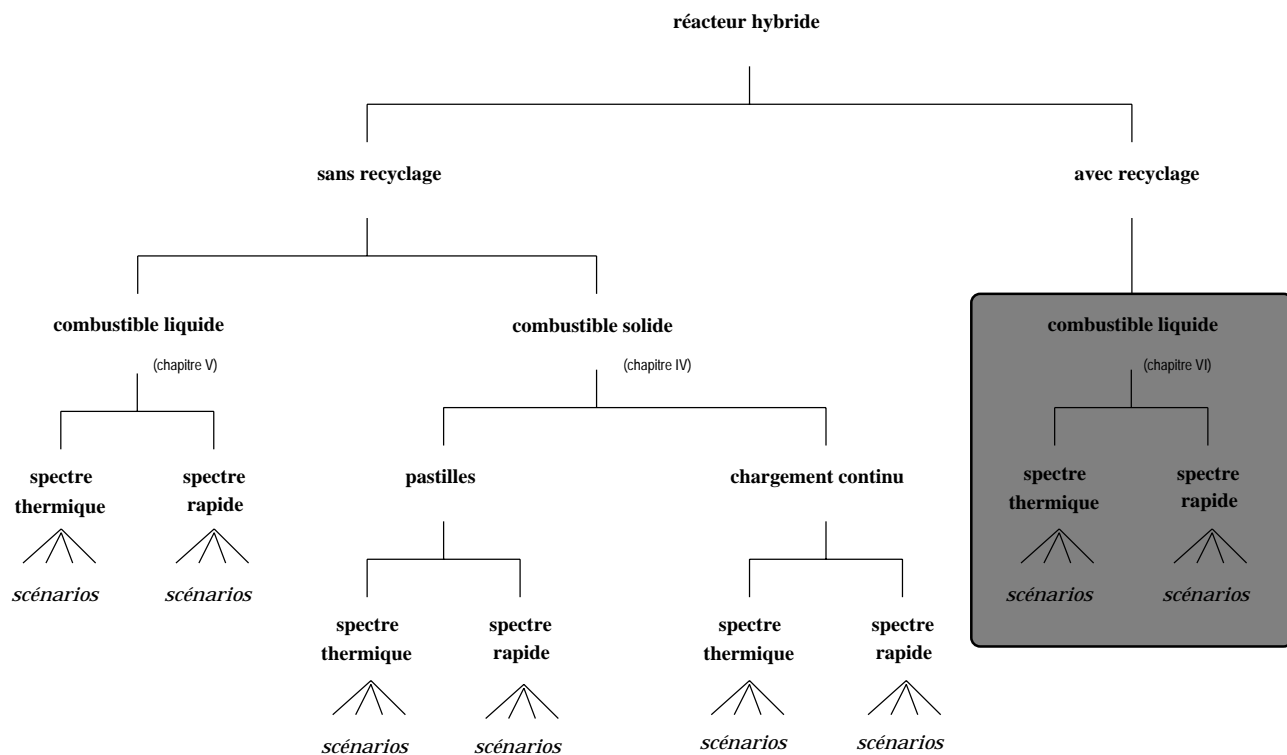 réacteur hybride
sans recyclage
avec recyclage
combustible liquide
(chapitre V)
combustible solide
(chapitre IV)
combustible liquide
(chapitre VI)
spectre
thermique
spectre
rapide
pastilles
chargement continu
spectre
thermique
spectre
rapide
scénarios
scénarios
scénarios
scénarios
spectre
thermique
spectre
rapide
spectre
thermique
spectre
rapide
scénarios
scénarios
scénarios
scénarios